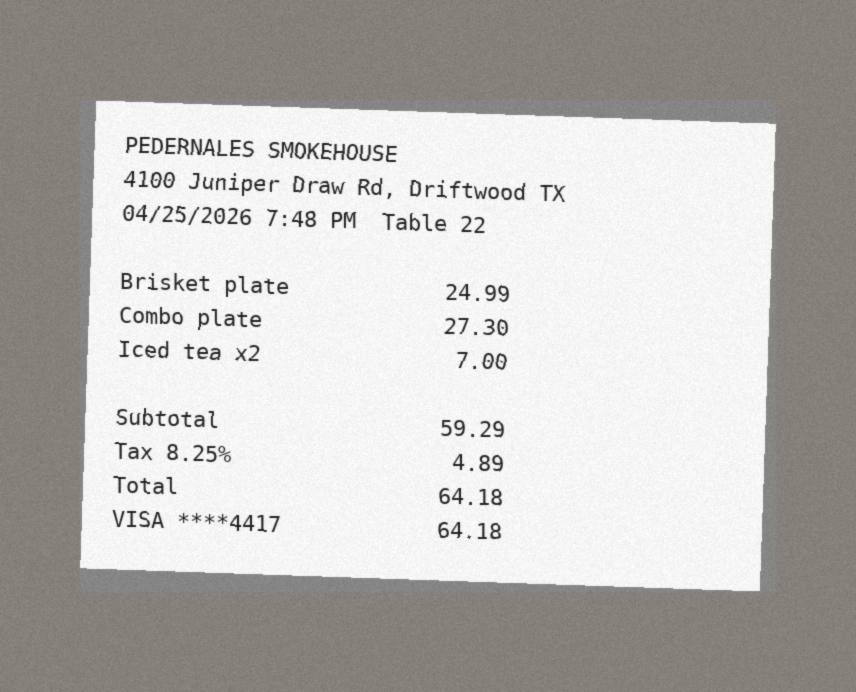 PEDERNALES SMOKEHOUSE
4100 Juniper Draw Rd, Driftwood TX
04/25/2026 7:48 PM  Table 22
Brisket plate 24.99
Combo plate 27.30
Iced tea x2 7.00
Subtotal 59.29
Tax 8.25% 4.89
Total 64.18
VISA ****4417 64.18